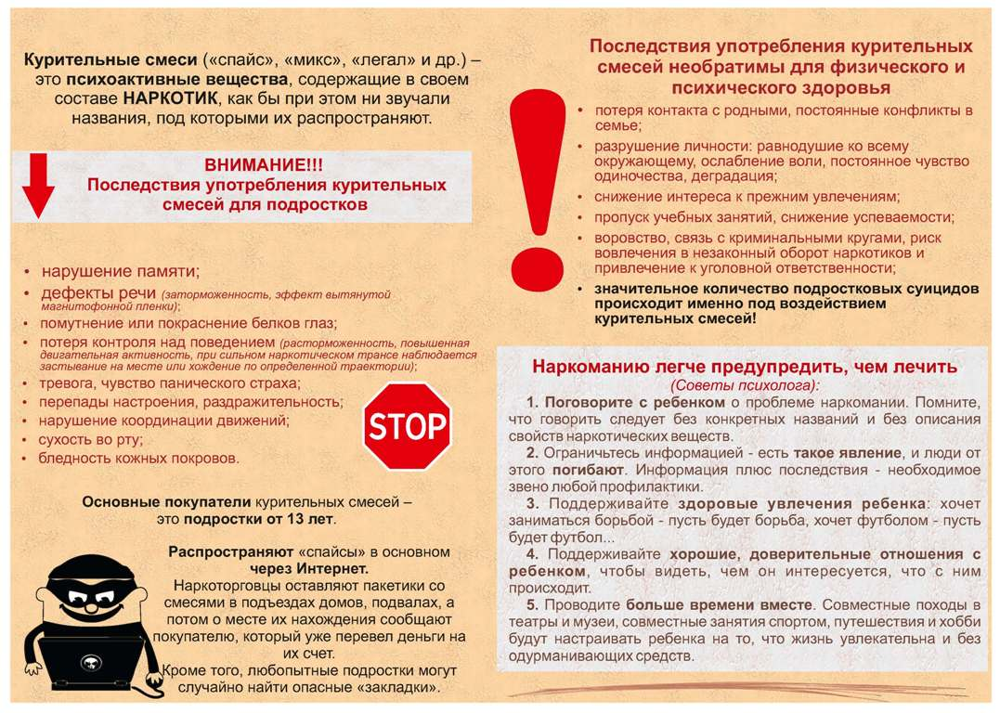 Курительные смеси («спайс», «микс», «легал» и др.) –
это психоактивные вещества, содержащие в своем
составе НАРКОТИК, как бы при этом ни звучали
названия, под которыми их распространяют.
ВНИМАНИЕ!!!
Последствия употребления курительных
смесей для подростков
• нарушение памяти;
• дефекты речи (заторможенность, эффект вытянутой
магнитофонной пленки);
• помутнение или покраснение белков глаз;
• потеря контроля над поведением (расторможенность, повышенная
двигательная активность, при сильном наркотическом трансе наблюдается
застывание на месте или хождение по определенной траектории);
• тревога, чувство панического страха;
• перепады настроения, раздражительность;
• нарушение координации движений;
• сухость во рту;
• бледность кожных покровов.
STOP
Основные покупатели курительных смесей –
это подростки от 13 лет.
Распространяют «спайсы» в основном
через Интернет.
Наркоторговцы оставляют пакетики со
смесями в подъездах домов, подвалах, а
потом о месте их нахождения сообщают
покупателю, который уже перевел деньги на
их счет.
Кроме того, любопытные подростки могут
случайно найти опасные «закладки».
Последствия употребления курительных
смесей необратимы для физического и
психического здоровья
• потеря контакта с родными, постоянные конфликты в
семье;
• разрушение личности: равнодушие ко всему
окружающему, ослабление воли, постоянное чувство
одиночества, деградация;
• снижение интереса к прежним увлечениям;
• пропуск учебных занятий, снижение успеваемости;
• воровство, связь с криминальными кругами, риск
вовлечения в незаконный оборот наркотиков и
привлечение к уголовной ответственности;
• значительное количество подростковых суицидов
происходит именно под воздействием
курительных смесей!
Наркоманию легче предупредить, чем лечить
(Советы психолога):
1. Поговорите с ребенком о проблеме наркомании. Помните,
что говорить следует без конкретных названий и без описания
свойств наркотических веществ.
2. Ограничьтесь информацией - есть такое явление, и люди от
этого погибают. Информация плюс последствия - необходимое
звено любой профилактики.
3. Поддерживайте здоровые увлечения ребенка: хочет
заниматься борьбой - пусть будет борьба, хочет футболом - пусть
будет футбол...
4. Поддерживайте хорошие, доверительные отношения с
ребенком, чтобы видеть, чем он интересуется, что с ним
происходит.
5. Проводите больше времени вместе. Совместные походы в
театры и музеи, совместные занятия спортом, путешествия и хобби
будут настраивать ребенка на то, что жизнь увлекательна и без
одурманивающих средств.